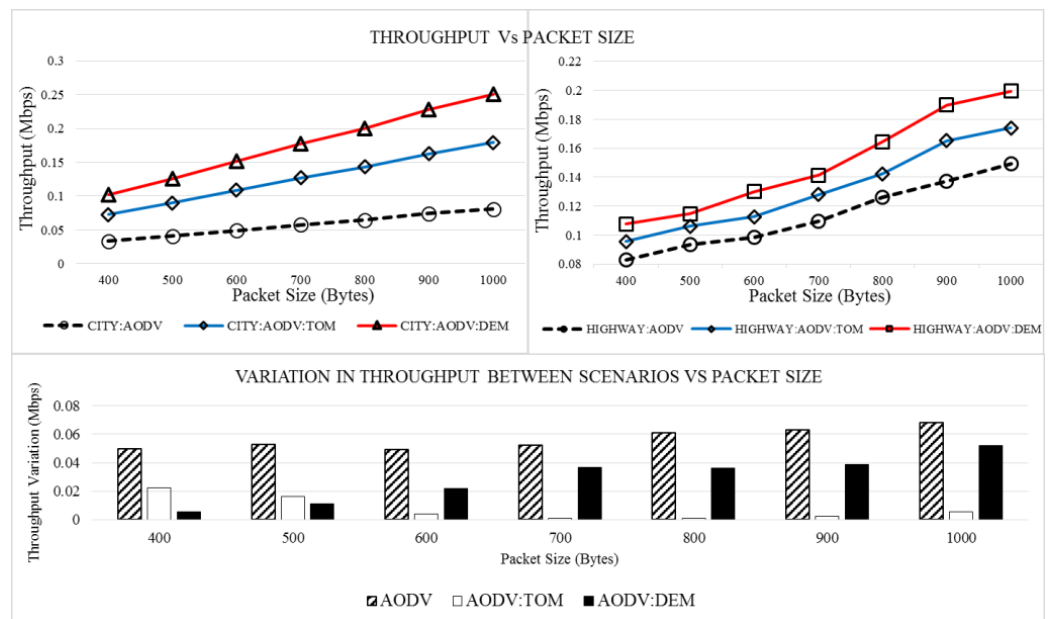 THROUGHPUT Vs PACKET SIZE
Throughput (Mbps)
0.3
0.25
0.2
0.15
0.1
0.05
0
400 500 600 700 800 900 1000
Packet Size (Bytes)
CITY:AODV CITY:AODV:TOM CITY:AODV:DEM
Throughput (Mbps)
0.22
0.2
0.18
0.16
0.14
0.12
0.1
0.08
400 500 600 700 800 900 1000
Packet Size (Bytes)
HIGHWAY:AODV HIGHWAY:AODV:TOM HIGHWAY:AODV:DEM
VARIATION IN THROUGHPUT BETWEEN SCENARIOS VS PACKET SIZE
Throughput Variation (Mbps)
0.08
0.06
0.04
0.02
0
400 500 600 700 800 900 1000
Packet Size (Bytes)
AODV AODV:TOM AODV:DEM